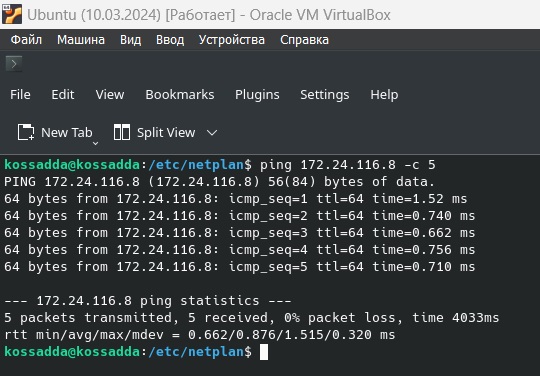 Ubuntu (10.03.2024) [Работает] - Oracle VM VirtualBox
Файл Машина Вид Ввод Устройства Справка
File Edit View Bookmarks Plugins Settings Help
New Tab Split View
kossadda@kossadda:/etc/netplan$ ping 172.24.116.8 -c 5
PING 172.24.116.8 (172.24.116.8) 56(84) bytes of data.
64 bytes from 172.24.116.8: icmp_seq=1 ttl=64 time=1.52 ms
64 bytes from 172.24.116.8: icmp_seq=2 ttl=64 time=0.740 ms
64 bytes from 172.24.116.8: icmp_seq=3 ttl=64 time=0.662 ms
64 bytes from 172.24.116.8: icmp_seq=4 ttl=64 time=0.756 ms
64 bytes from 172.24.116.8: icmp_seq=5 ttl=64 time=0.710 ms
--- 172.24.116.8 ping statistics ---
5 packets transmitted, 5 received, 0% packet loss, time 4033ms
rtt min/avg/max/mdev = 0.662/0.876/1.515/0.320 ms
kossadda@kossadda:/etc/netplan$